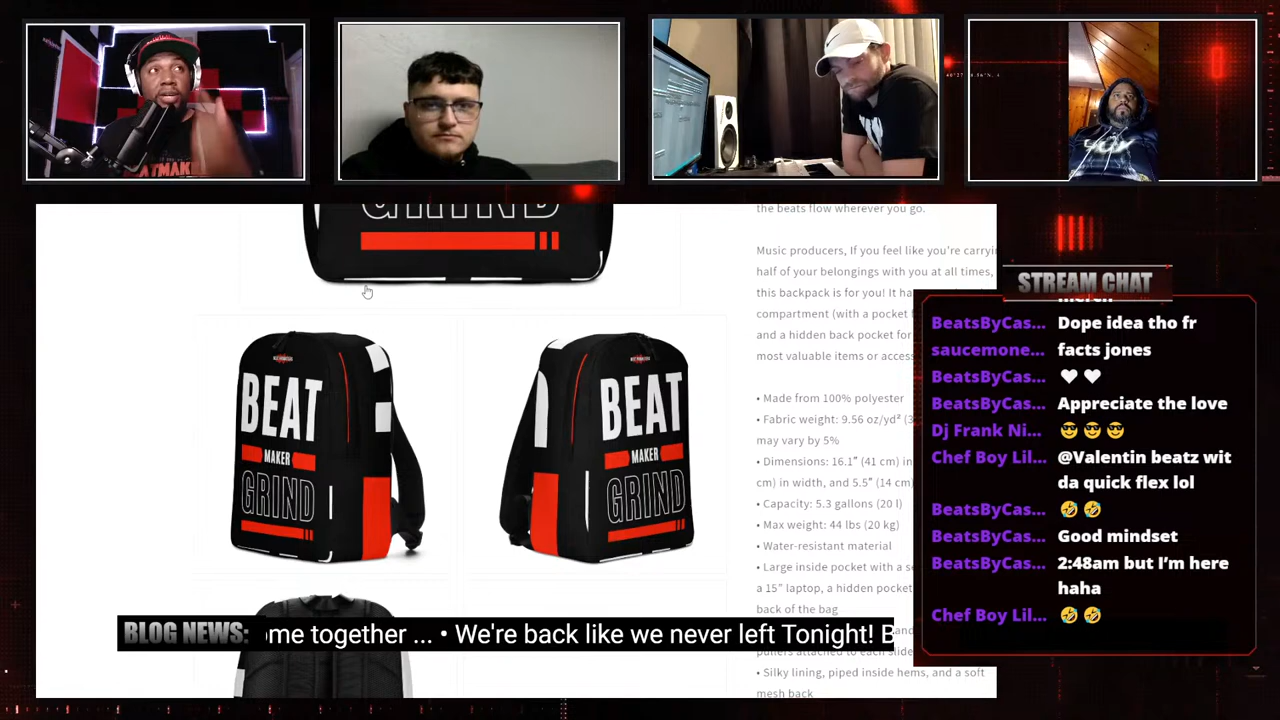 GRIND
the beats flow wherever you go.
Music producers, If you feel like you're carryin
half of your belongings with you at all times,
this backpack is for you! It ha
compartment (with a pocket f
and a hidden back pocket for
most valuable items or access
• Made from 100% polyester
• Fabric weight: 9.56 oz/yd² (3
may vary by 5%
• Dimensions: 16.1″ (41 cm) in
cm) in width, and 5.5″ (14 cm)
• Capacity: 5.3 gallons (20 l)
• Max weight: 44 lbs (20 kg)
• Water-resistant material
• Large inside pocket with a se
a 15” laptop, a hidden pocket
back of the bag
pullers attached to each slide
• Silky lining, piped inside hems, and a soft
mesh back
BEAT
MAKER
GRIND
BEAT
MAKER
GRIND
STREAM CHAT
BeatsByCas... Dope idea tho fr
saucemone... facts jones
BeatsByCas... 🤍 🤍
BeatsByCas... Appreciate the love
Dj Frank Ni... 😎 😎 😎
Chef Boy Lil... @Valentin beatz wit
da quick flex lol
BeatsByCas... 🤣 🤣
BeatsByCas... Good mindset
BeatsByCas... 2:48am but I’m here
haha
Chef Boy Lil... 🤣 🤣
BLOG NEWS: ome together ... • We're back like we never left Tonight! B